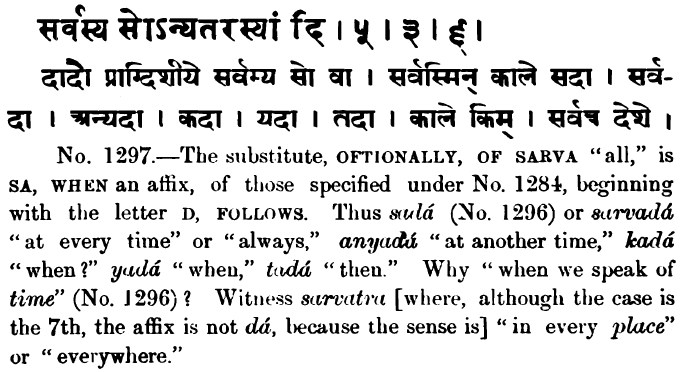 सर्वस्य सोऽन्यतरस्यां दि । ५ । ३ । ६ ।
दादौ प्राग्दिशीये सर्वस्य सो वा । सर्वस्मिन् काले सदा । सर्व-
दा । अन्यदा । कदा । यदा । तदा । काले किम् । सर्वत्र देशे ।
No. 1297.—The substitute, OPTIONALLY, OF SARVA “all,” is
SA, WHEN an affix, of those specified under No. 1284, beginning
with the letter D, FOLLOWS. Thus sadá (No. 1296) or sarvadá
“at every time” or “always,” anyadá “at another time,” kadá
“when?” yadá “when,” tadá “then.” Why “when we speak of
time” (No. 1296)? Witness sarvatra [where, although the case is
the 7th, the affix is not dá, because the sense is] “in every place”
or “everywhere.”